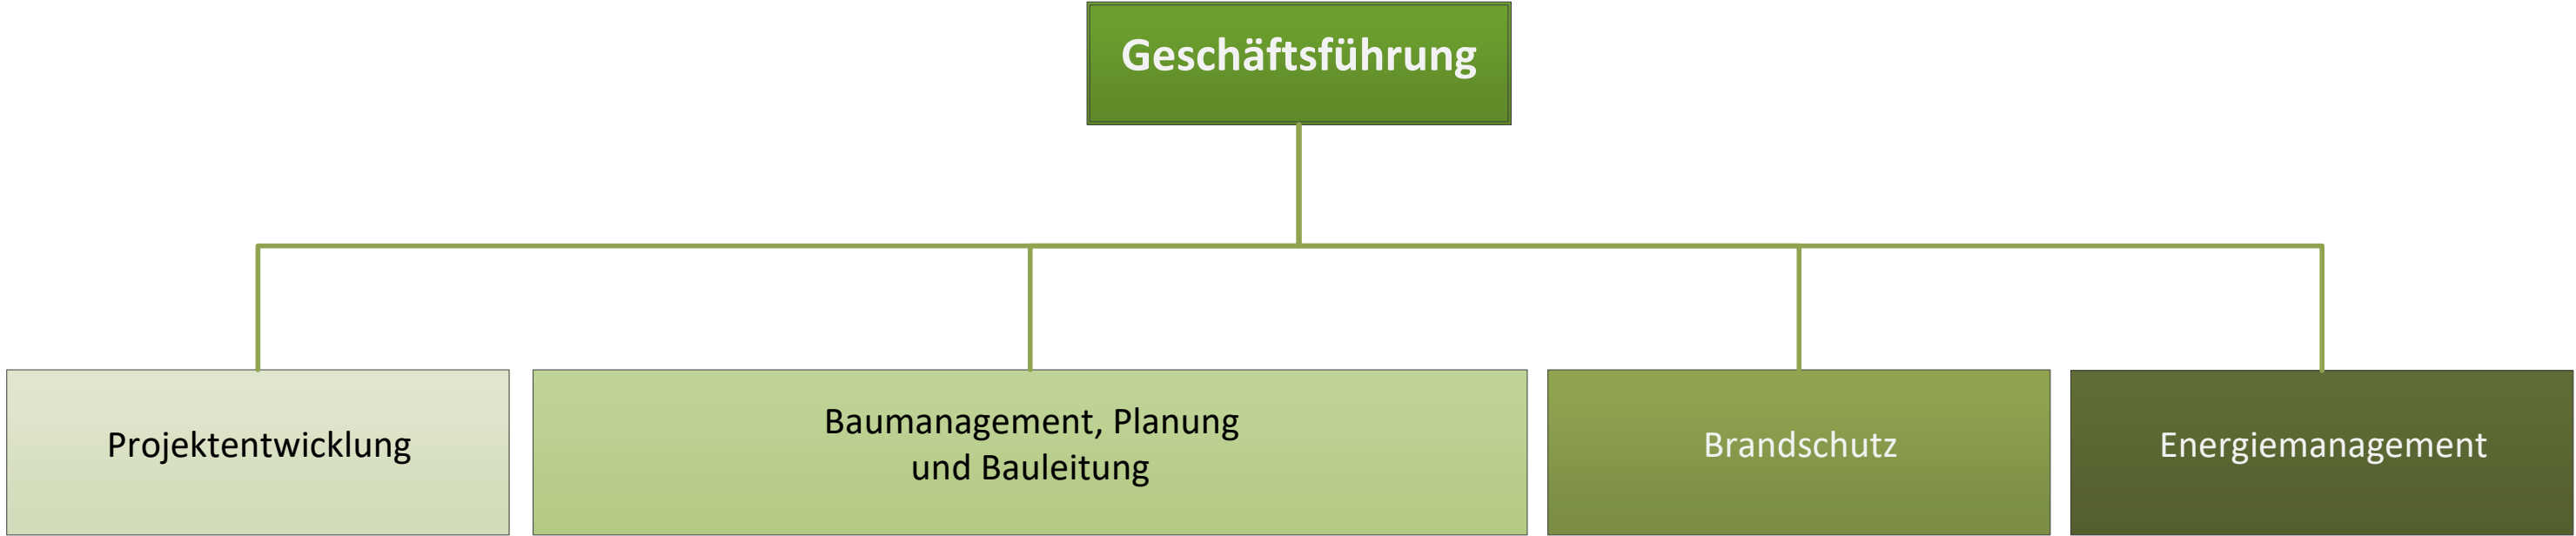 Geschäftsführung
Projektentwicklung
Baumanagement, Planung
und Bauleitung
Brandschutz
Energiemanagement